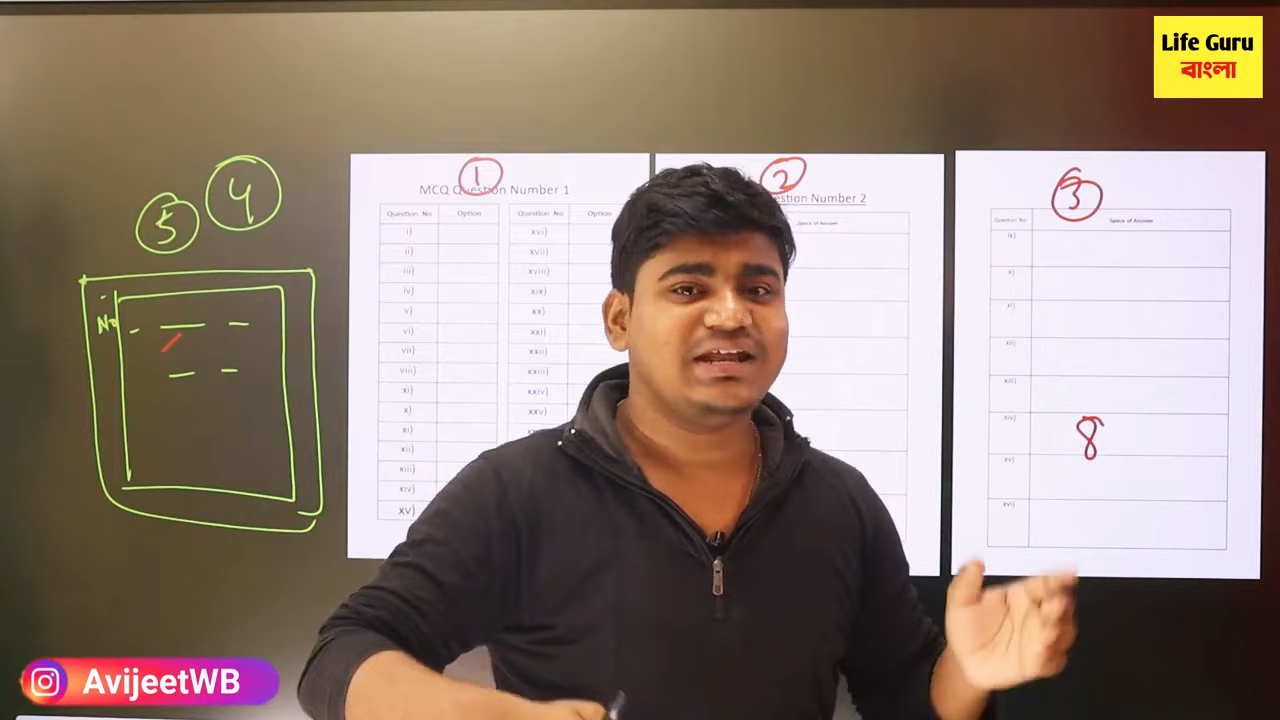 Life Guru
বাংলা
5
4
No
1
MCQ Question Number 1
Question No Option Question No Option
i) xvi)
ii) xvii)
iii) xviii)
iv) xix)
v) xx)
vi) xxi)
vii) xxii)
viii) xxiii)
xi) xxiv)
x) xxv)
xi)
xii)
xiii)
xiv)
xv)
2
estion Number 2
Space of Answer
3
Question No Space of Answer
ix)
x)
xi)
xii)
xiii)
xiv)
8
xv)
xvi)
AvijeetWB